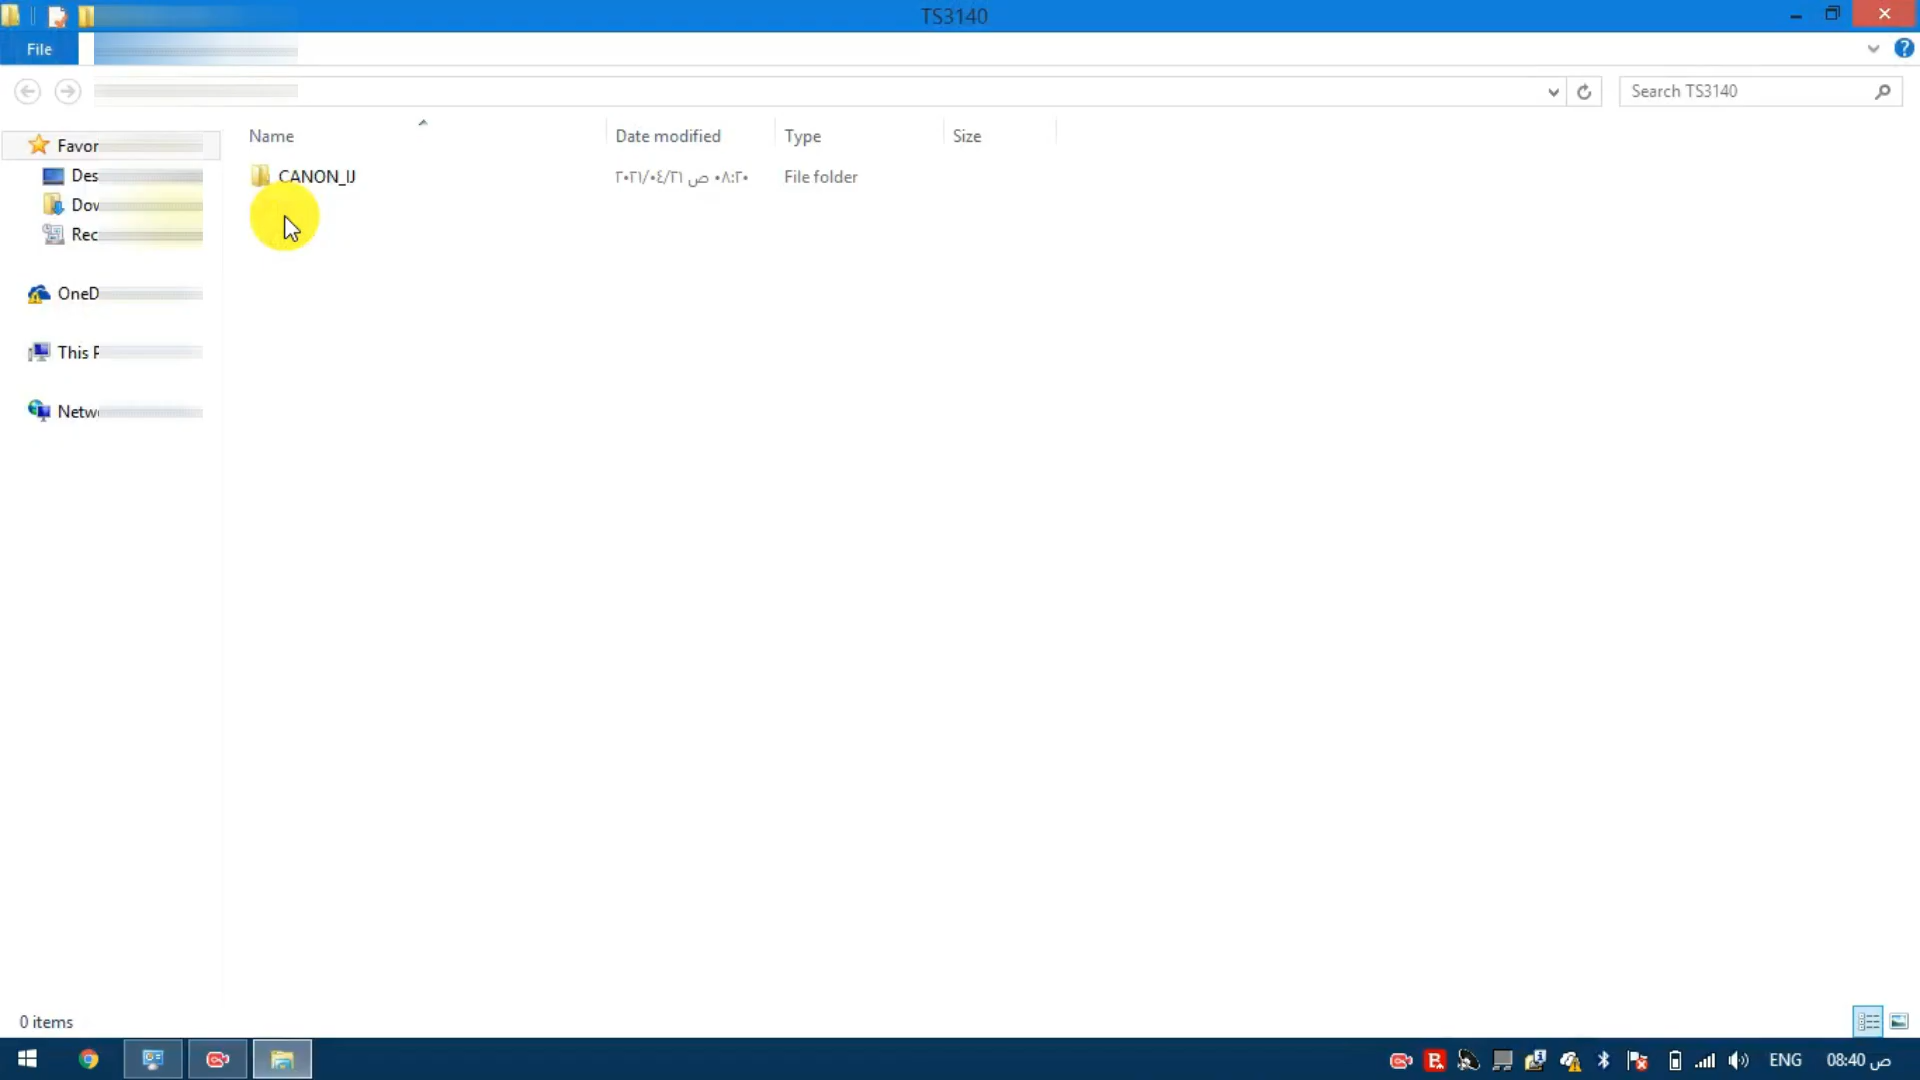 TS3140
File
Search TS3140
Name
Date modified
Type
Size
Favor
CANON_IJ
٢٠٢١/٠٤/٢١ ص ٠٨:٢٠
File folder
Des
Dow
Rec
OneD
This P
Netw
0 items
ENG
08:40 ص